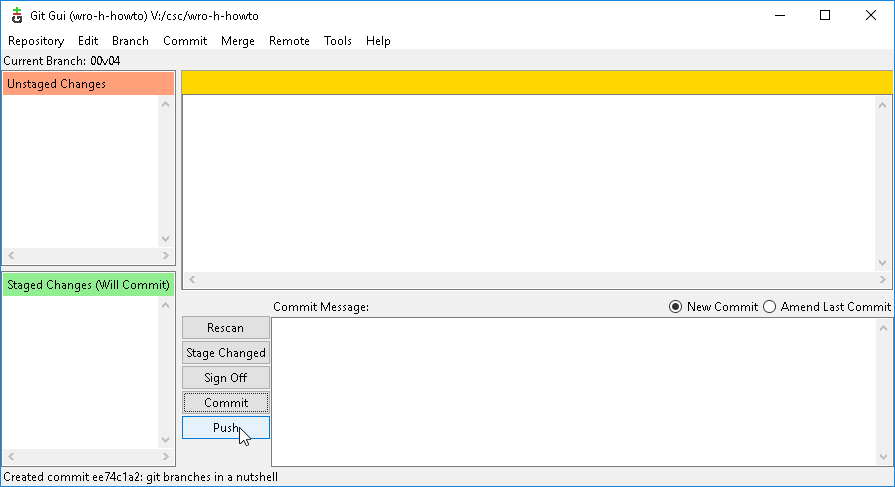 Git Gui (wro-h-howto) V:/csc/wro-h-howto
Repository Edit Branch Commit Merge Remote Tools Help
Current Branch: 00v04
Unstaged Changes
Staged Changes (Will Commit)
Commit Message: New Commit Amend Last Commit
Rescan
Stage Changed
Sign Off
Commit
Push
Created commit ee74c1a2: git branches in a nutshell